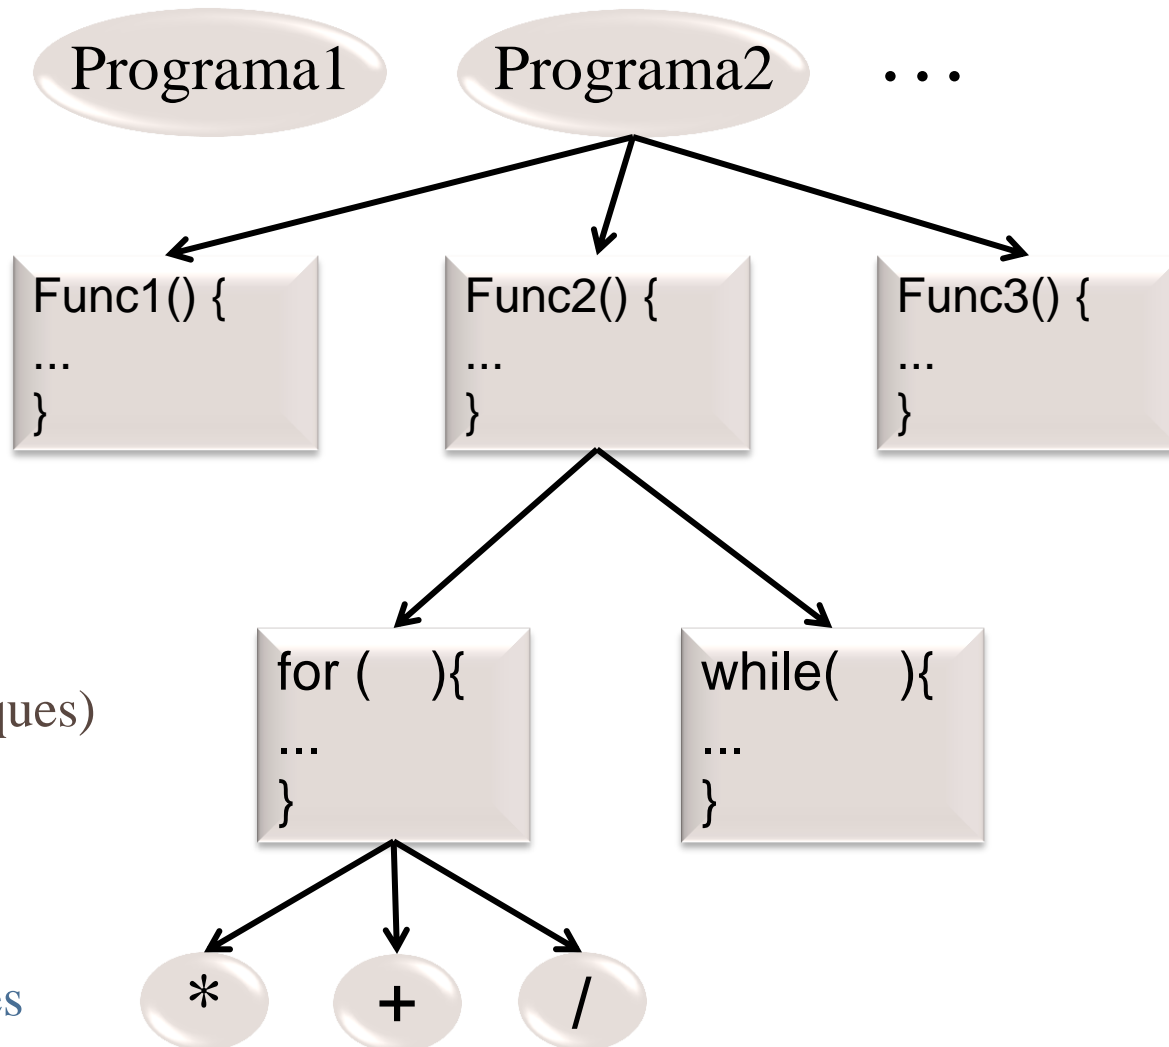 Programa1 Programa2 ...
Func1() { Func2() { Func3() {
... ... ...
} } }
for ( ){ while( ){
... ...
} }
* + /